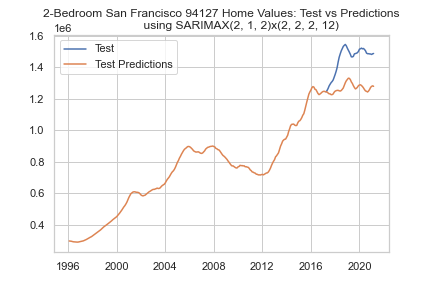 2-Bedroom San Francisco 94127 Home Values: Test vs Predictions
using SARIMAX(2, 1, 2)x(2, 2, 2, 12)
1e6
1.6
1.4
1.2
1.0
0.8
0.6
0.4
Test
Test Predictions
1996 2000 2004 2008 2012 2016 2020